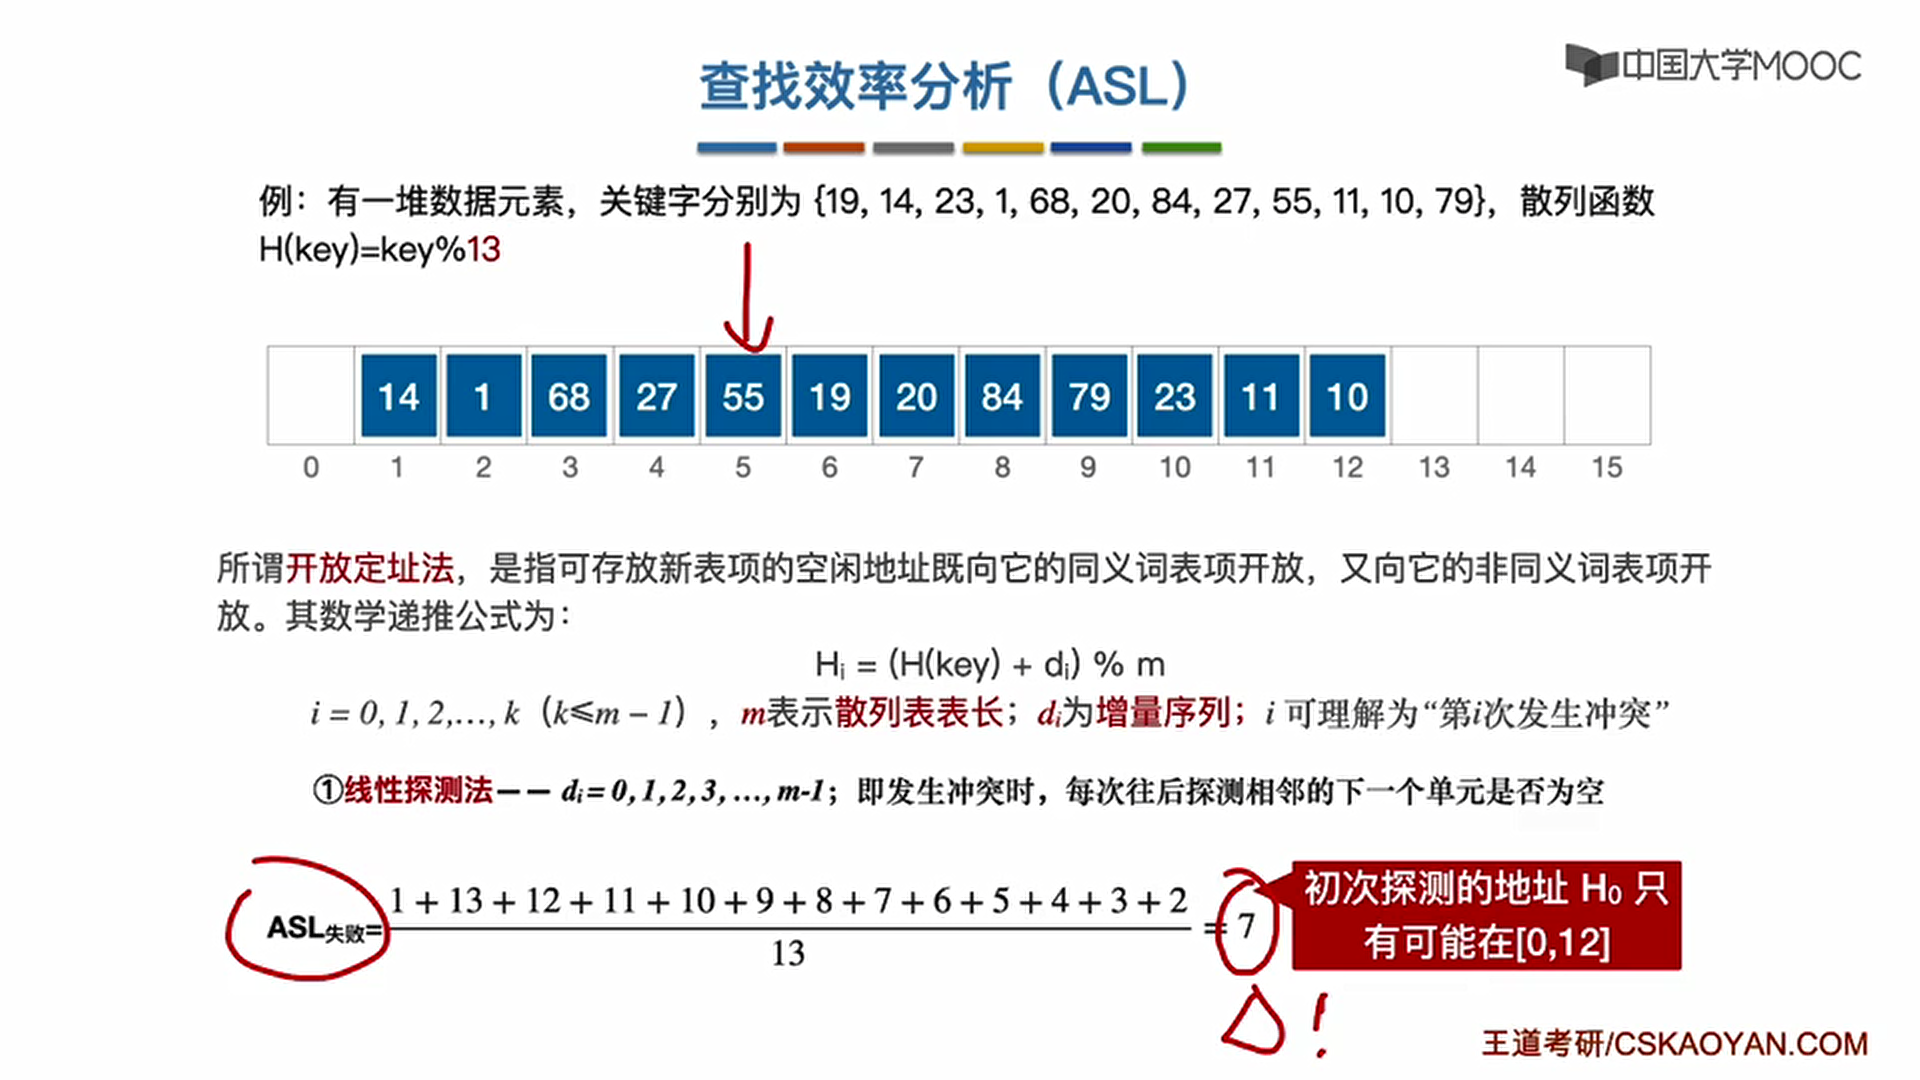 中国大学MOOC
查找效率分析（ASL）
例：有一堆数据元素，关键字分别为 {19, 14, 23, 1, 68, 20, 84, 27, 55, 11, 10, 79}，散列函数
H(key)=key%13
14 1 68 27 55 19 20 84 79 23 11 10
0 1 2 3 4 5 6 7 8 9 10 11 12 13 14 15
所谓开放定址法，是指可存放新表项的空闲地址既向它的同义词表项开放，又向它的非同义词表项开
放。其数学递推公式为：
Hᵢ = (H(key) + dᵢ) % m
i = 0, 1, 2,…, k（k≤m − 1），m表示散列表表长；dᵢ为增量序列；i 可理解为“第i次发生冲突”
①线性探测法—— dᵢ = 0, 1, 2, 3, …, m-1；即发生冲突时，每次往后探测相邻的下一个单元是否为空
ASL失败= 1 + 13 + 12 + 11 + 10 + 9 + 8 + 7 + 6 + 5 + 4 + 3 + 2 = 7
13
初次探测的地址 H₀ 只
有可能在[0,12]
!
王道考研/CSKAOYAN.COM